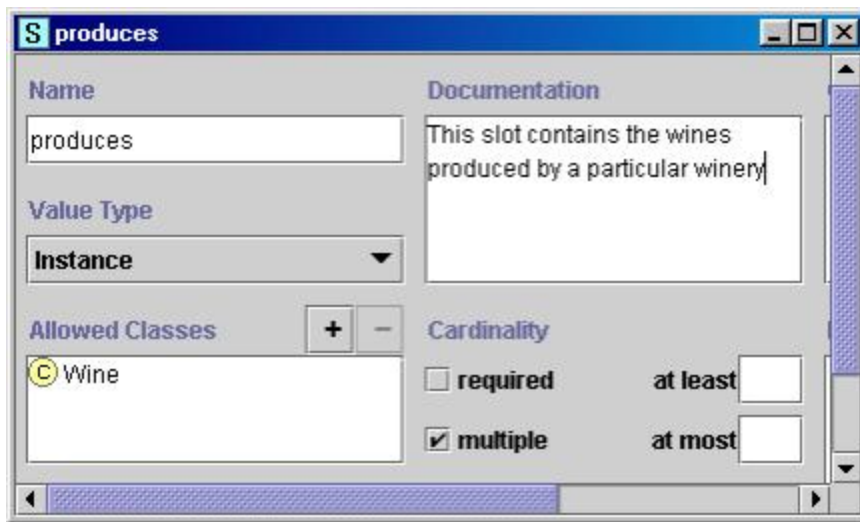 S produces
Name
produces
Documentation
This slot contains the wines
produced by a particular winery
Value Type
Instance
Allowed Classes + −
C Wine
Cardinality
required at least
multiple at most